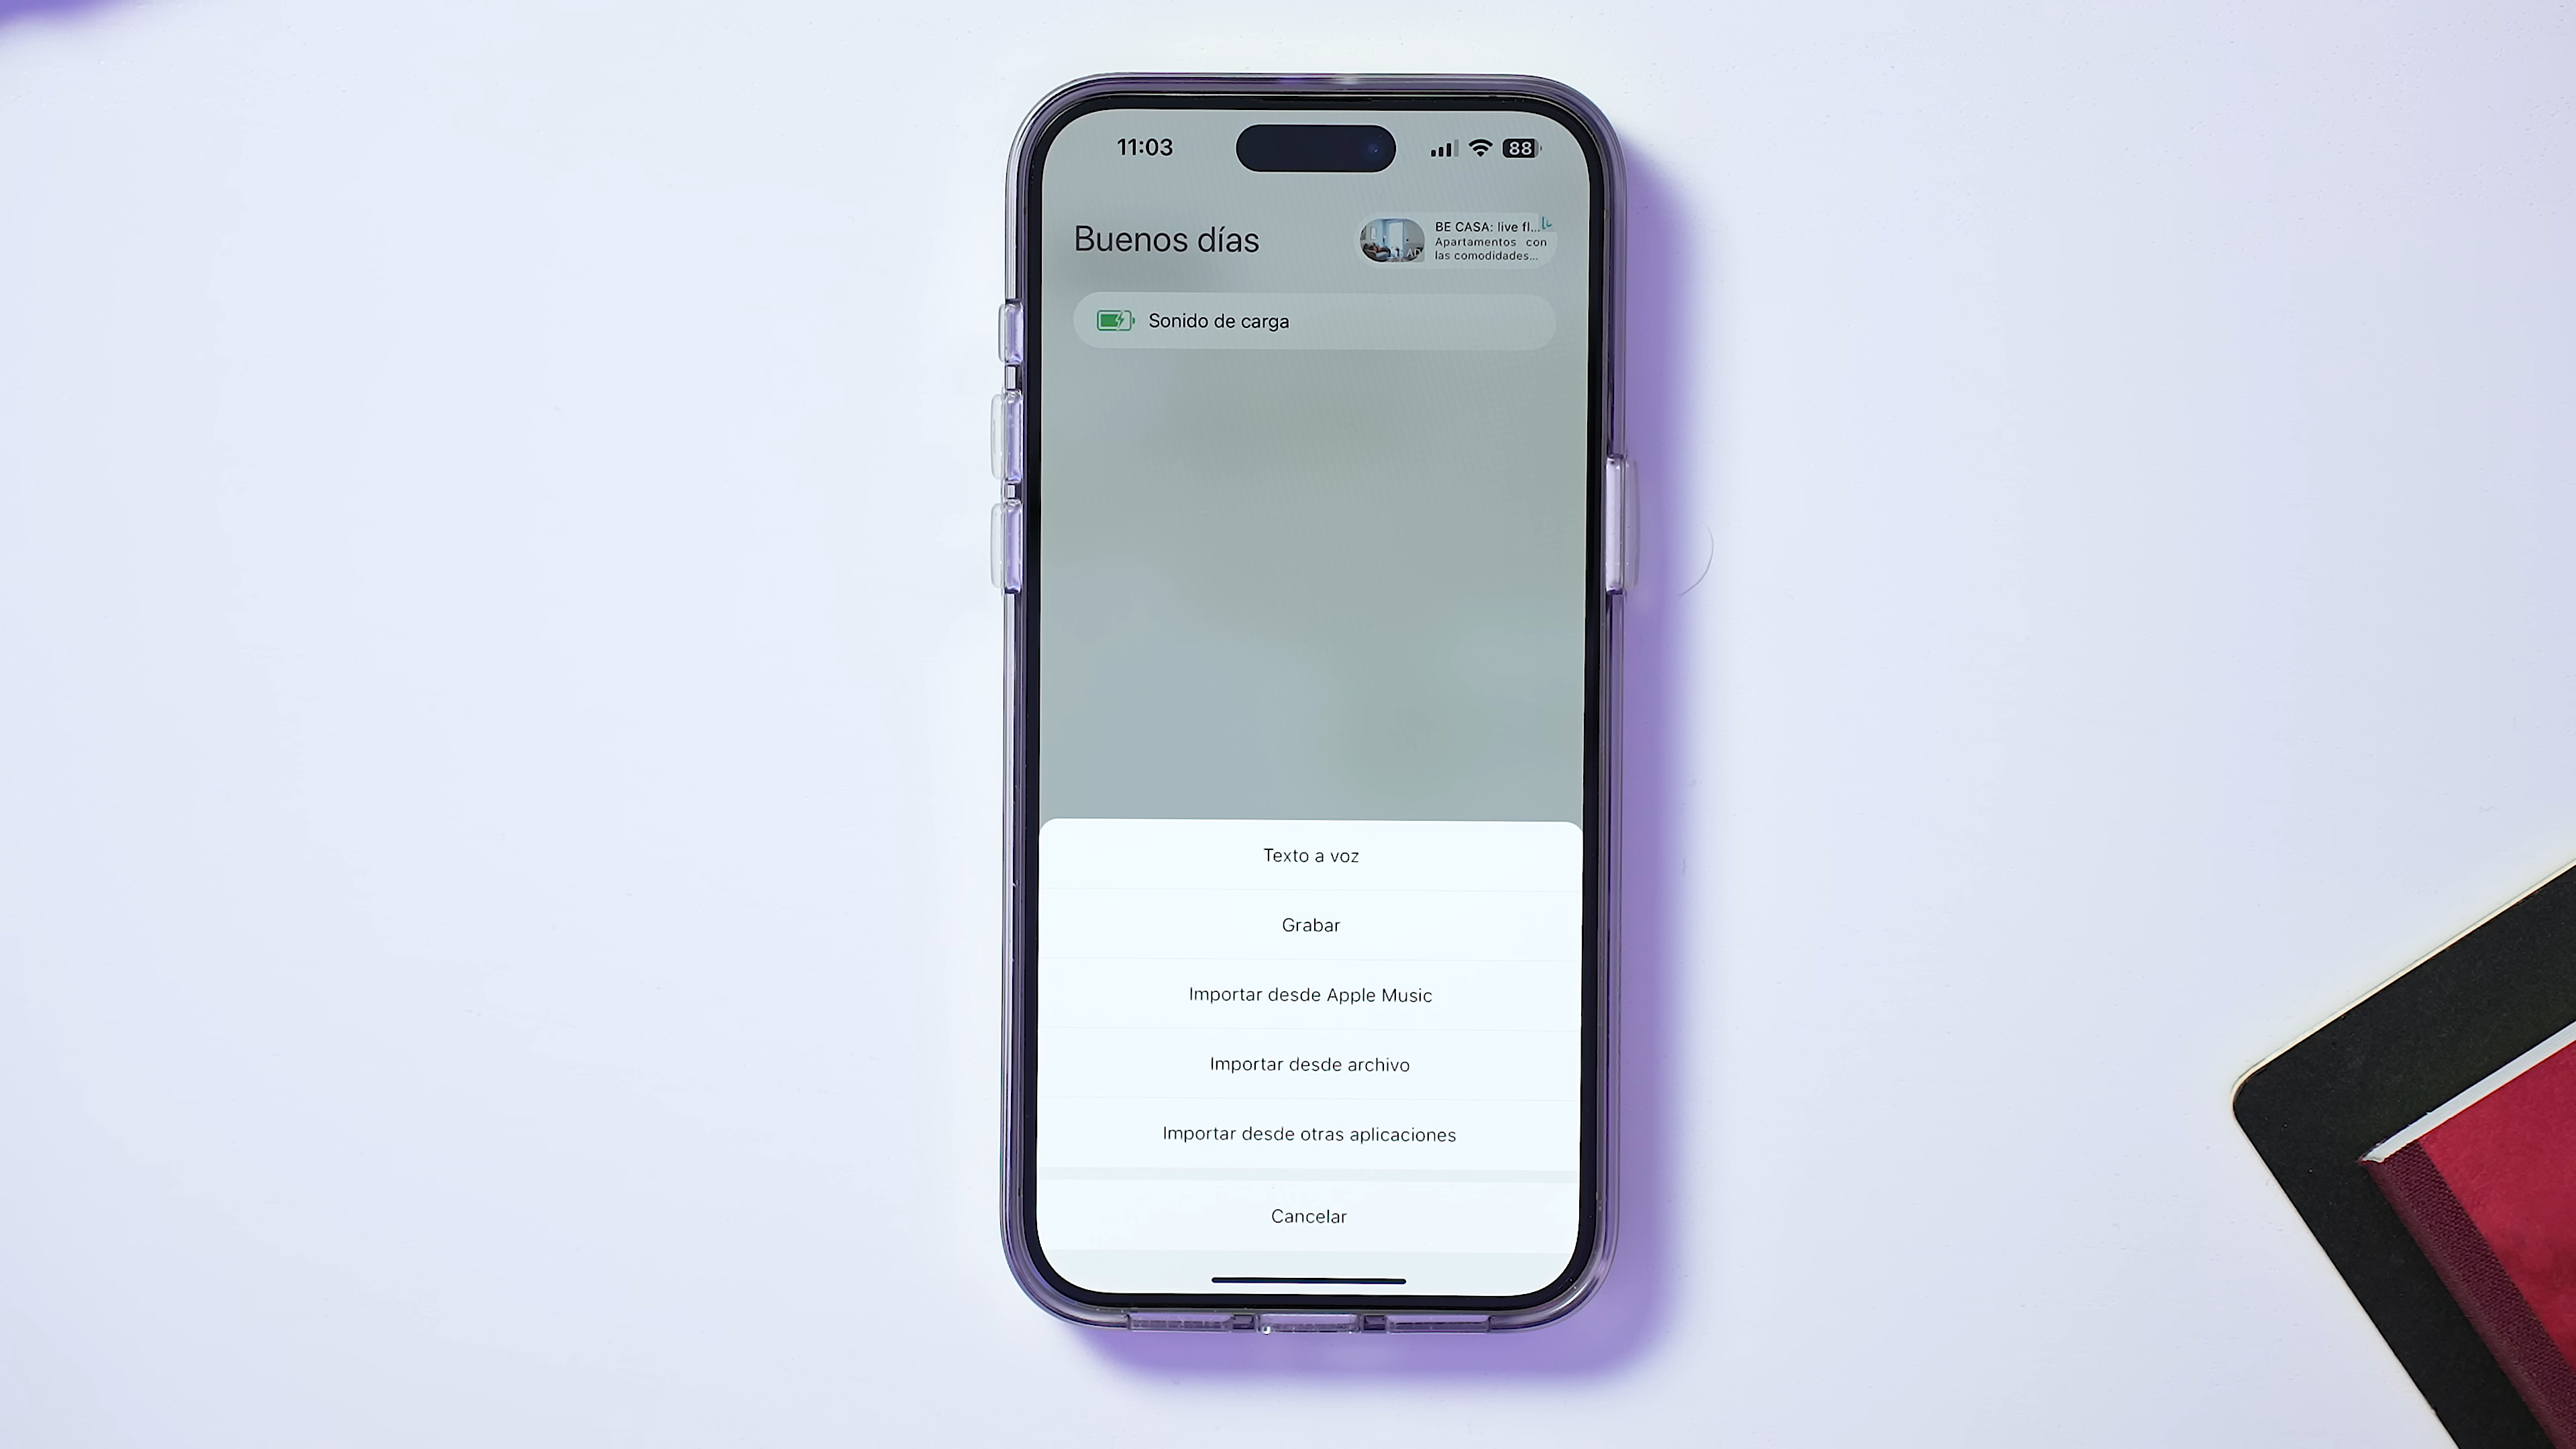 11:03
88
Buenos días
BE CASA: live fl...
Apartamentos con
las comodidades...
Sonido de carga
Texto a voz
Grabar
Importar desde Apple Music
Importar desde archivo
Importar desde otras aplicaciones
Cancelar